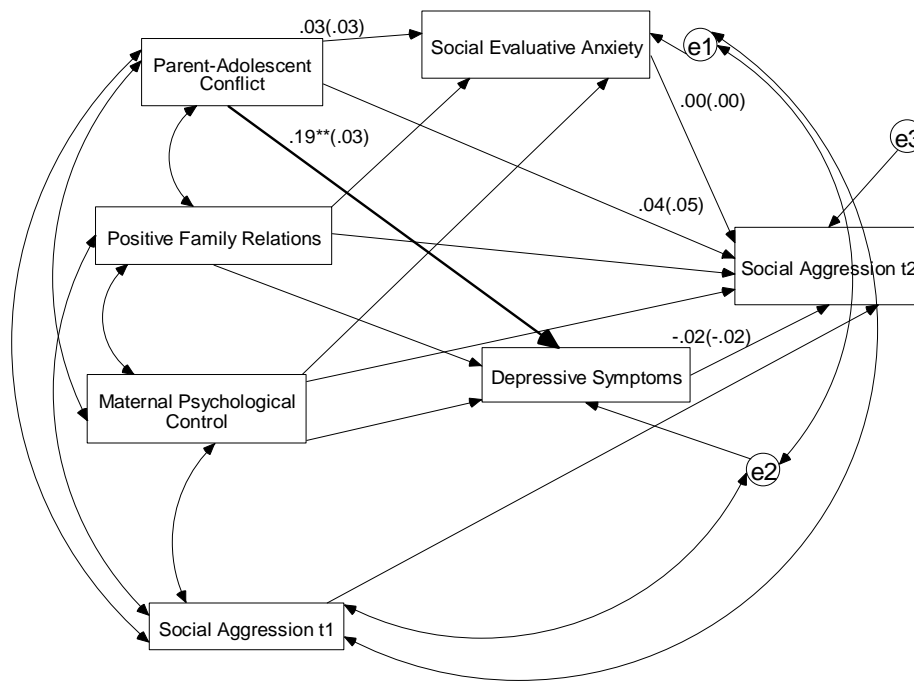 .03(.03)
Social Evaluative Anxiety
e1
Parent-Adolescent
Conflict
.00(.00)
.19**(.03)
e3
.04(.05)
Positive Family Relations
Social Aggression t2
-.02(-.02)
Depressive Symptoms
Maternal Psychological
Control
e2
Social Aggression t1